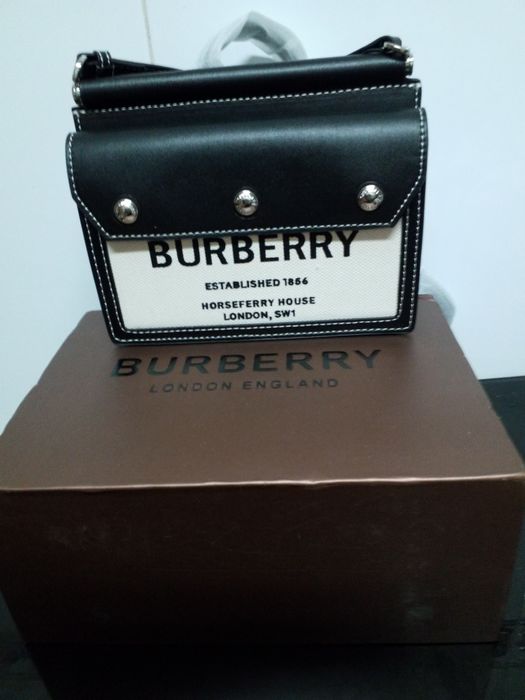 BURBERRY
ESTABLISHED 1856
HORSEFERRY HOUSE
LONDON, SW1
BURBERRY
LONDON ENGLAND